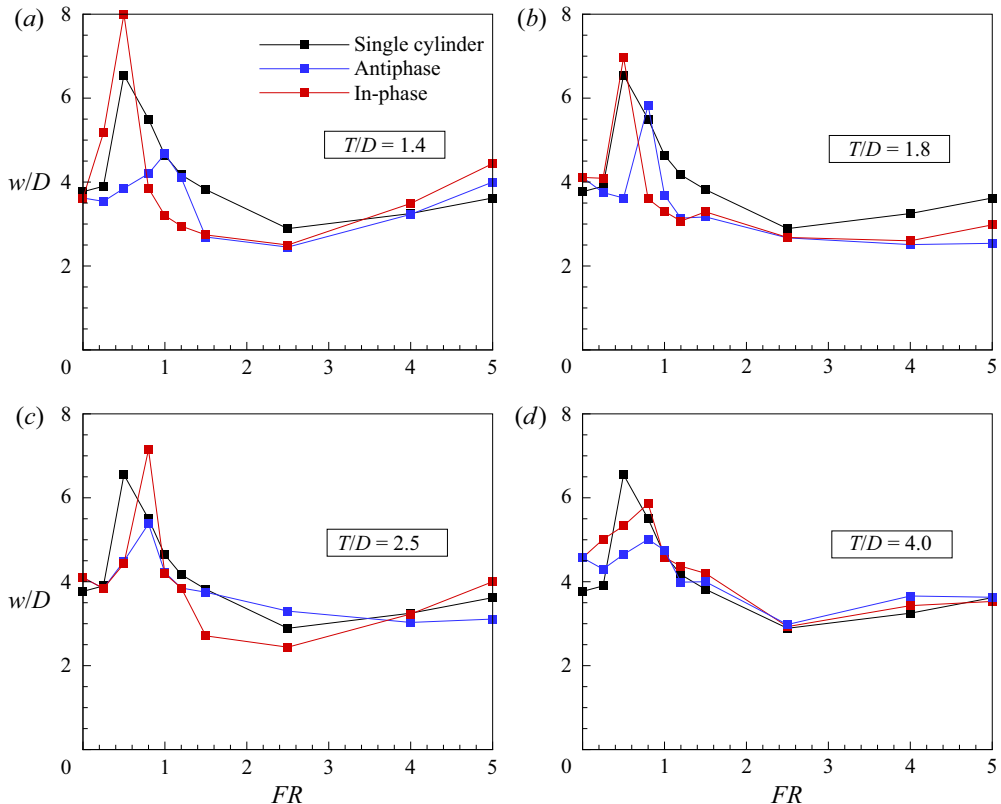 (a)
8
6
4
2
0
w/D
Single cylinder
Antiphase
In-phase
T/D = 1.4
1 2 3 4 5
(b)
8
6
4
2
0
T/D = 1.8
1 2 3 4 5
(c)
8
6
4
2
0
w/D
T/D = 2.5
1 2 3 4 5
FR
(d)
8
6
4
2
0
T/D = 4.0
1 2 3 4 5
FR